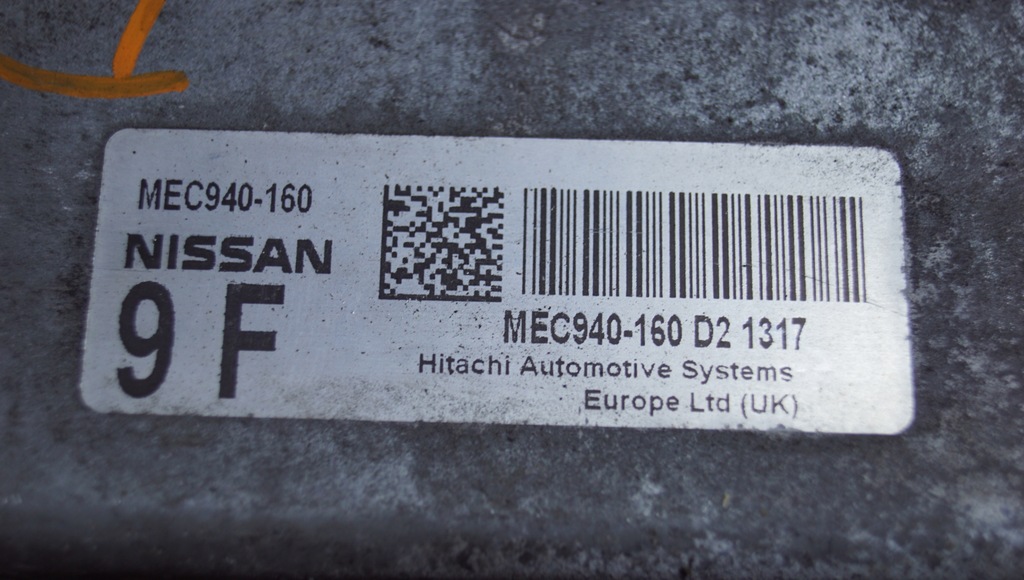 MEC940-160
NISSAN
9 F
MEC940-160 D2 1317
Hitachi Automotive Systems
Europe Ltd (UK)